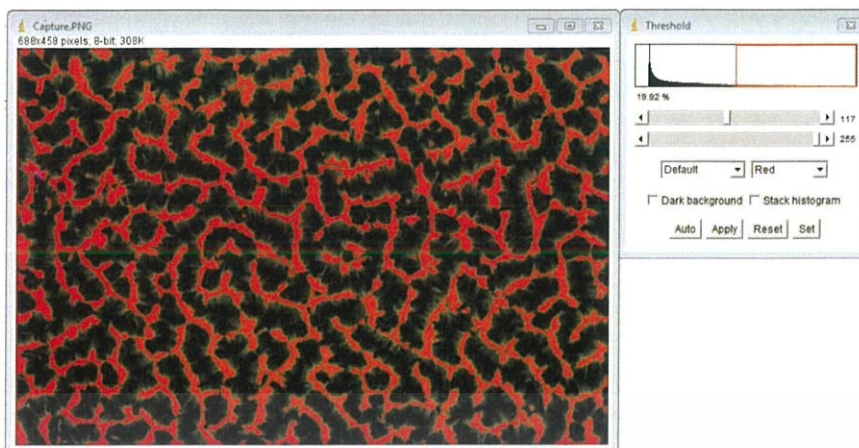 Capture.PNG
688x458 pixels; 8-bit; 308K
Threshold
19.92 %
117
255
Default
Red
Dark background
Stack histogram
Auto
Apply
Reset
Set